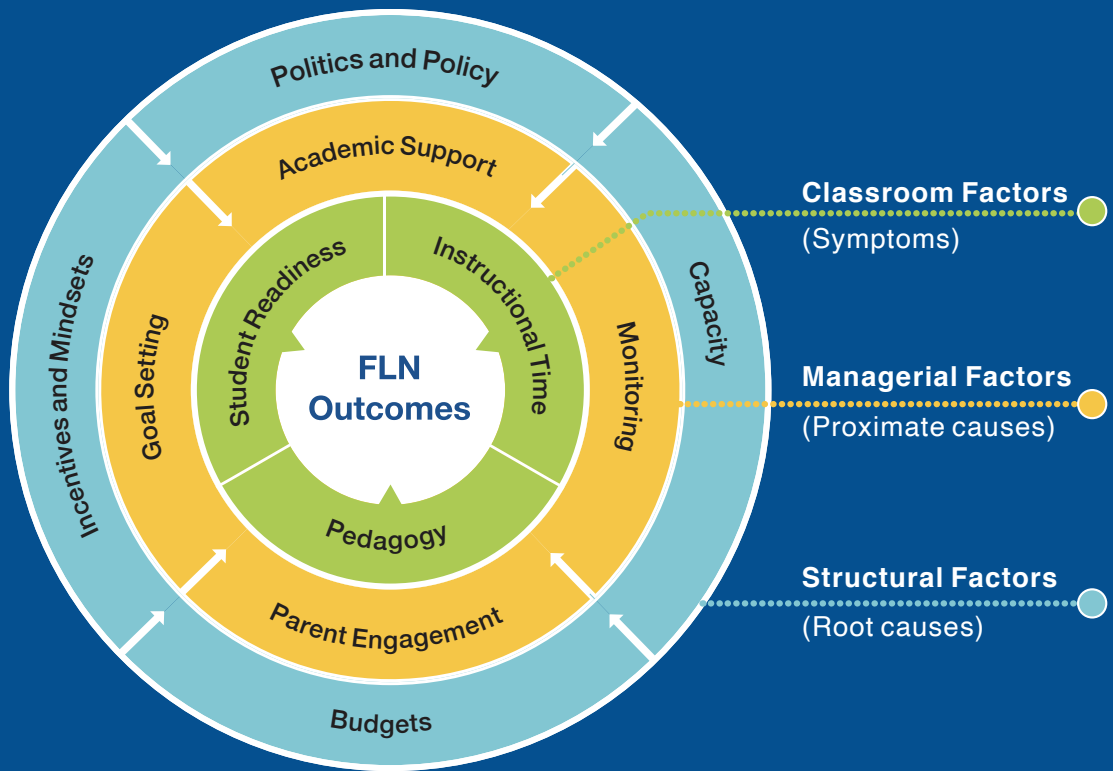 Politics and Policy
Academic Support
Student Readiness
Instructional Time
Incentives and Mindsets
Goal Setting
FLN
Outcomes
Monitoring
Capacity
Pedagogy
Parent Engagement
Budgets
Classroom Factors
(Symptoms)
Managerial Factors
(Proximate causes)
Structural Factors
(Root causes)